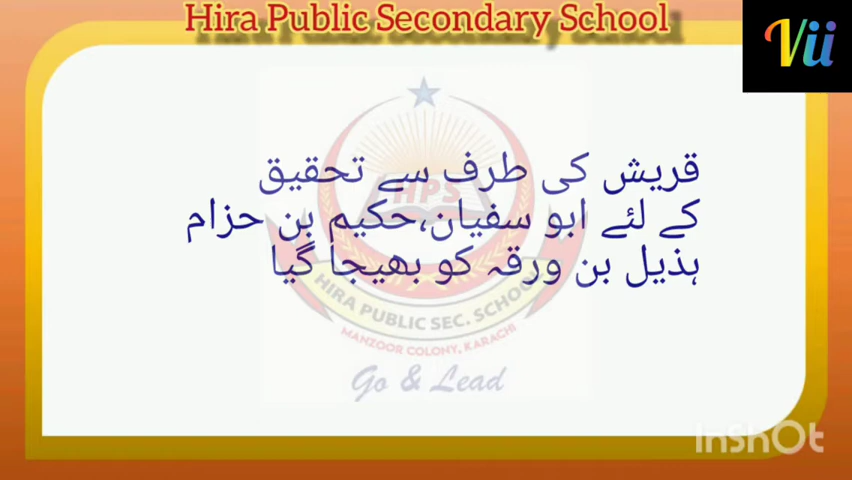 Hira Public Secondary School
Vii
قریش کی طرف سے تحقیق
کے لئے ابو سفیان،حکیم بن حزام
ہذیل بن ورقہ کو بھیجا گیا
HPS
HIRA PUBLIC SEC. SCHOOL
MANZOOR COLONY, KARACHI
Go & Lead
InShOt